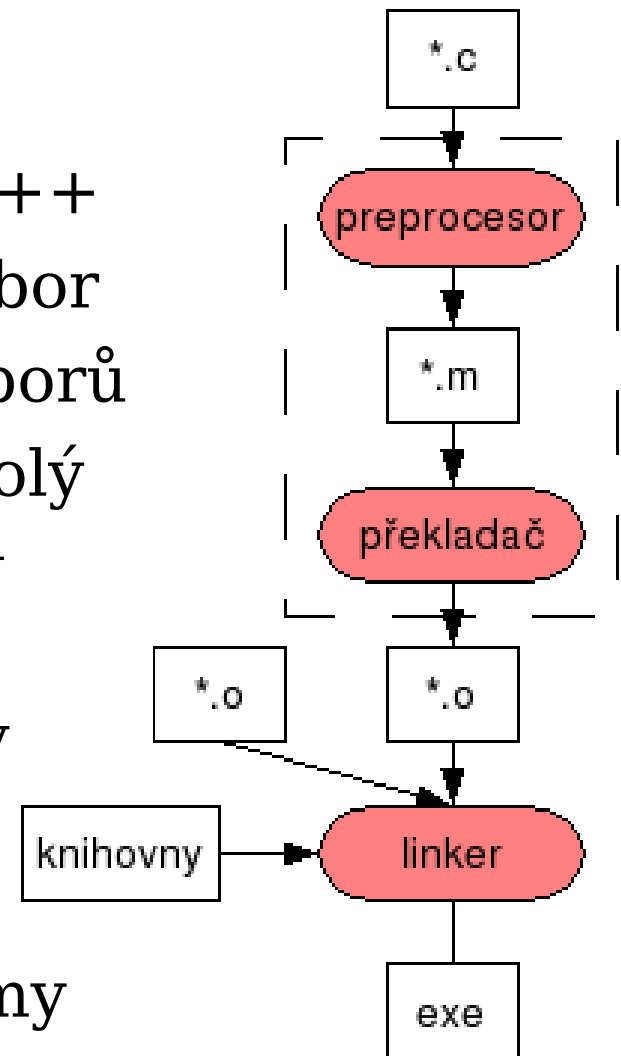 ++
bor
borů
olý
y
my
*.c
preprocesor
*.m
překladač
*.o
*.o
knihovny
linker
exe